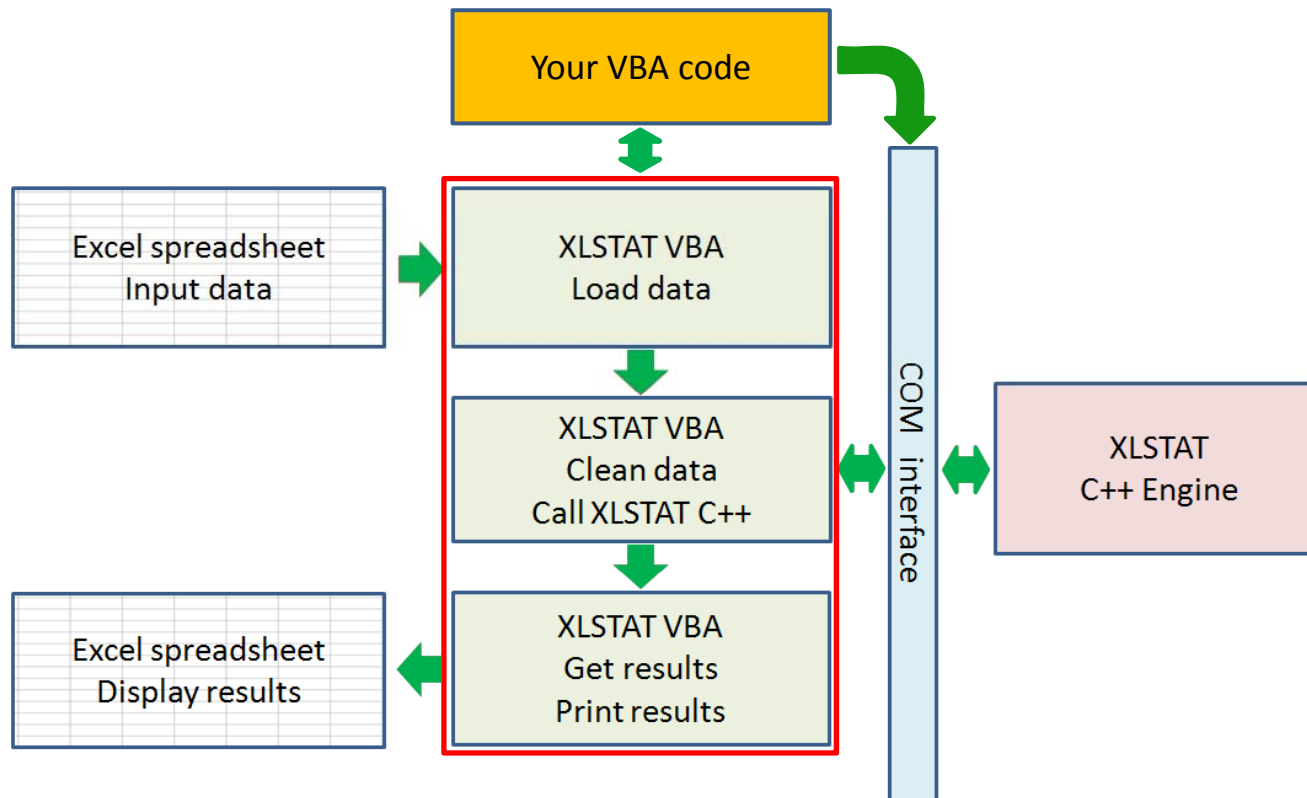 Your VBA code
Excel spreadsheet
Input data
XLSTAT VBA
Load data
XLSTAT VBA
Clean data
Call XLSTAT C++
COM interface
XLSTAT
C++ Engine
Excel spreadsheet
Display results
XLSTAT VBA
Get results
Print results